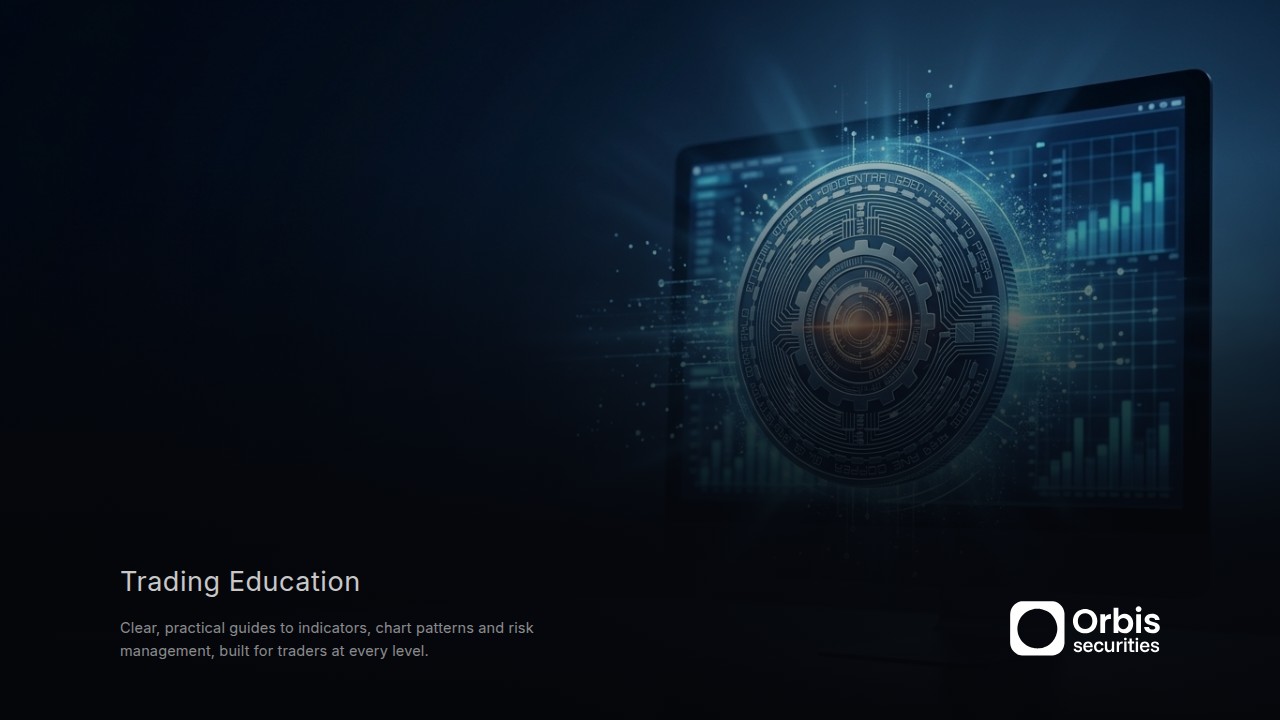 Trading Education
Clear, practical guides to indicators, chart patterns and risk
management, built for traders at every level.
Orbis
securities